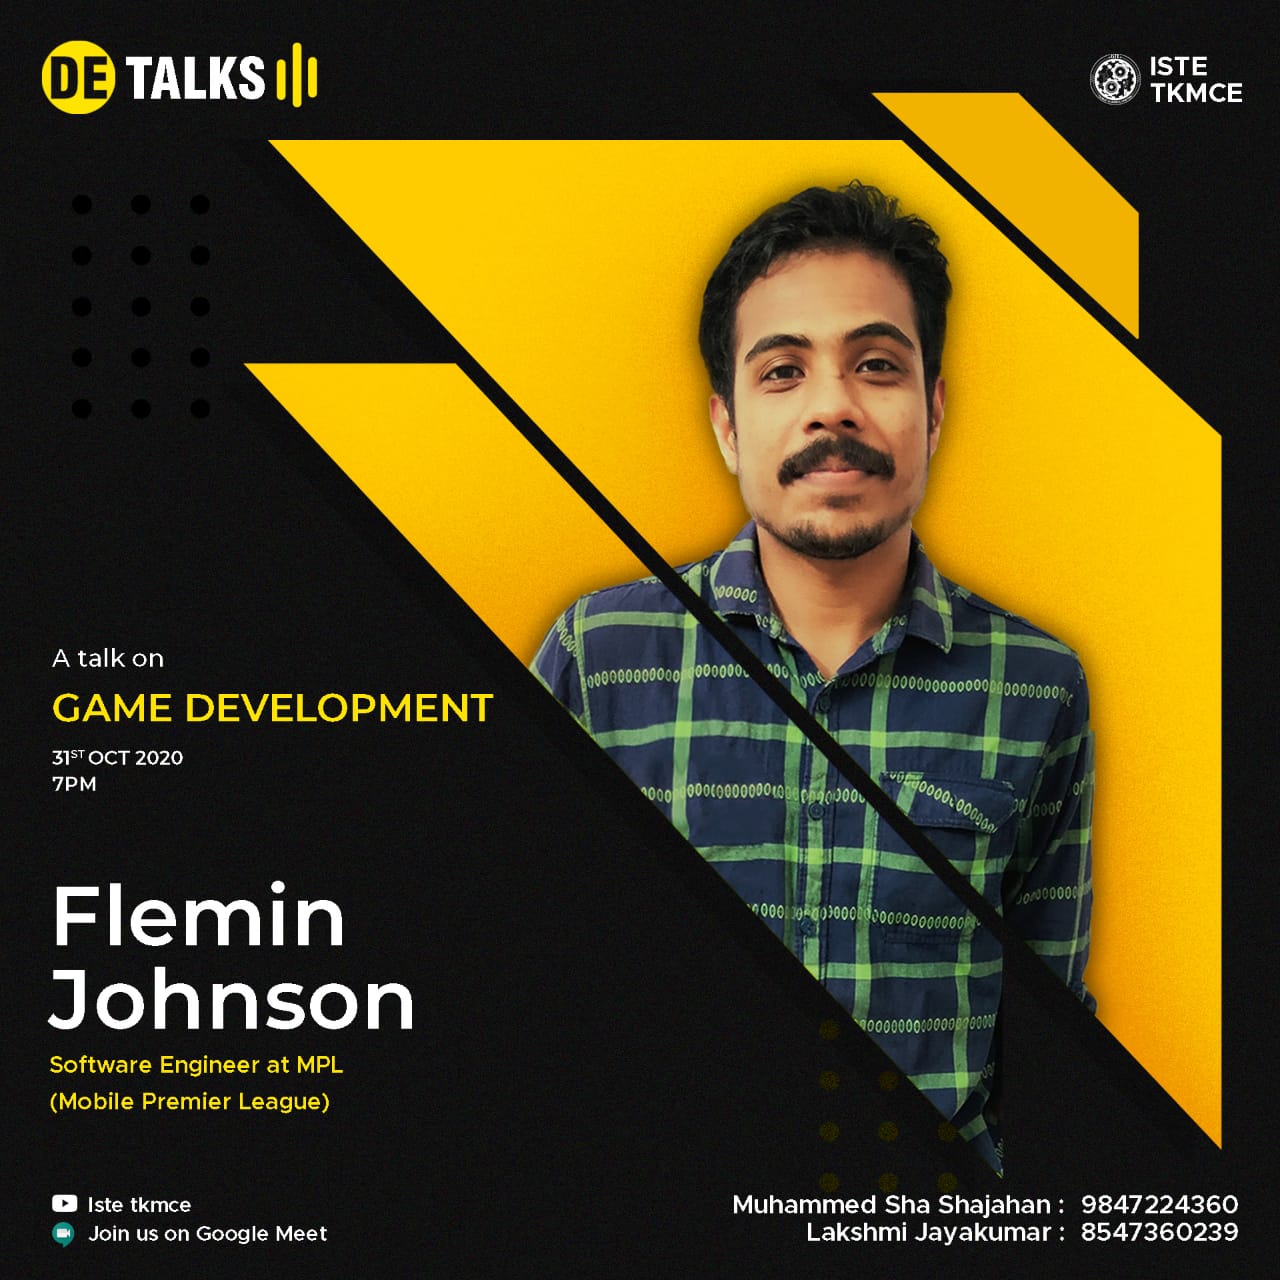 DE TALKS
ISTE
TKMCE
A talk on
GAME DEVELOPMENT
31ST OCT 2020
7PM
Flemin
Johnson
Software Engineer at MPL
(Mobile Premier League)
Iste tkmce
Join us on Google Meet
Muhammed Sha Shajahan : 9847224360
Lakshmi Jayakumar : 8547360239